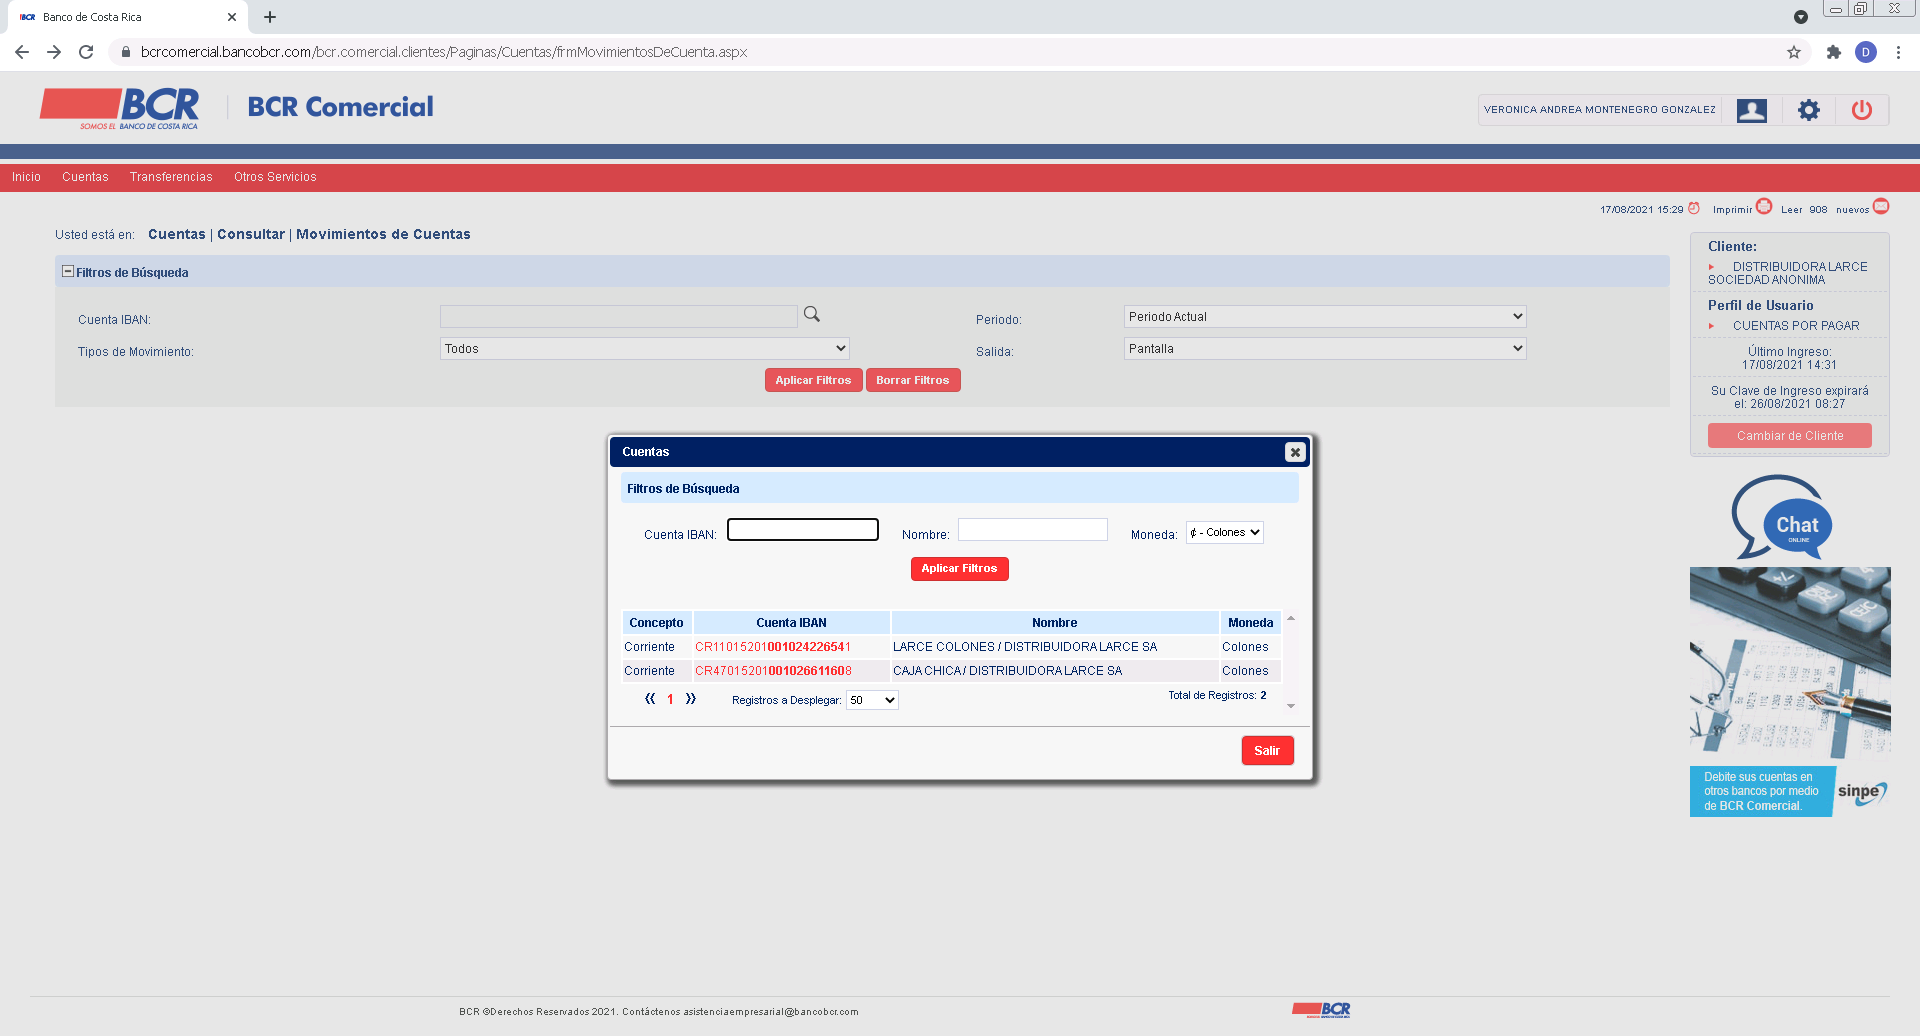 BCR Banco de Costa Rica
bcrcomercial.bancobcr.com/bcr.comercial.clientes/Paginas/Cuentas/frmMovimientosDeCuenta.aspx
D
BCR
SOMOS EL BANCO DE COSTA RICA
BCR Comercial
VERONICA ANDREA MONTENEGRO GONZALEZ
Inicio Cuentas Transferencias Otros Servicios
17/08/2021 15:29 Imprimir Leer 908 nuevos
Usted está en: Cuentas | Consultar | Movimientos de Cuentas
Filtros de Búsqueda
Cuenta IBAN: Periodo: Periodo Actual
Tipos de Movimiento: Todos Salida: Pantalla
Aplicar Filtros Borrar Filtros
Cliente:
DISTRIBUIDORA LARCE
SOCIEDAD ANONIMA
Perfil de Usuario
CUENTAS POR PAGAR
Último Ingreso:
17/08/2021 14:31
Su Clave de Ingreso expirará
el: 26/08/2021 08:27
Cambiar de Cliente
Chat
ONLINE
Debite sus cuentas en
otros bancos por medio
de BCR Comercial.
sinpe
Cuentas
Filtros de Búsqueda
Cuenta IBAN: Nombre: Moneda: ¢ - Colones
Aplicar Filtros
Concepto Cuenta IBAN Nombre Moneda
Corriente CR11015201001024226541 LARCE COLONES / DISTRIBUIDORA LARCE SA Colones
Corriente CR47015201001026611608 CAJA CHICA / DISTRIBUIDORA LARCE SA Colones
1 Registros a Desplegar: 50 Total de Registros: 2
Salir
BCR ©Derechos Reservados 2021. Contáctenos asistenciaempresarial@bancobcr.com
BCR